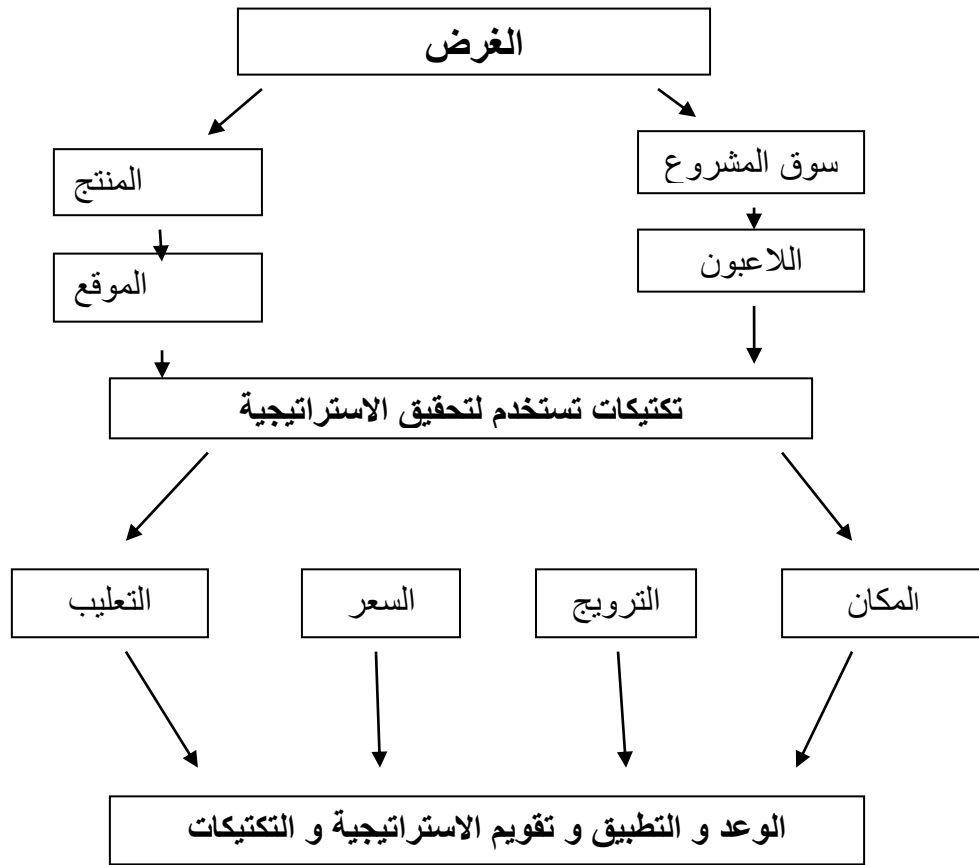 الغرض
سوق المشروع
المنتج
اللاعبون
الموقع
تكتيكات تستخدم لتحقيق الاستراتيجية
المكان
الترويج
السعر
التعليب
الوعد و التطبيق و تقويم الاستراتيجية و التكتيكات